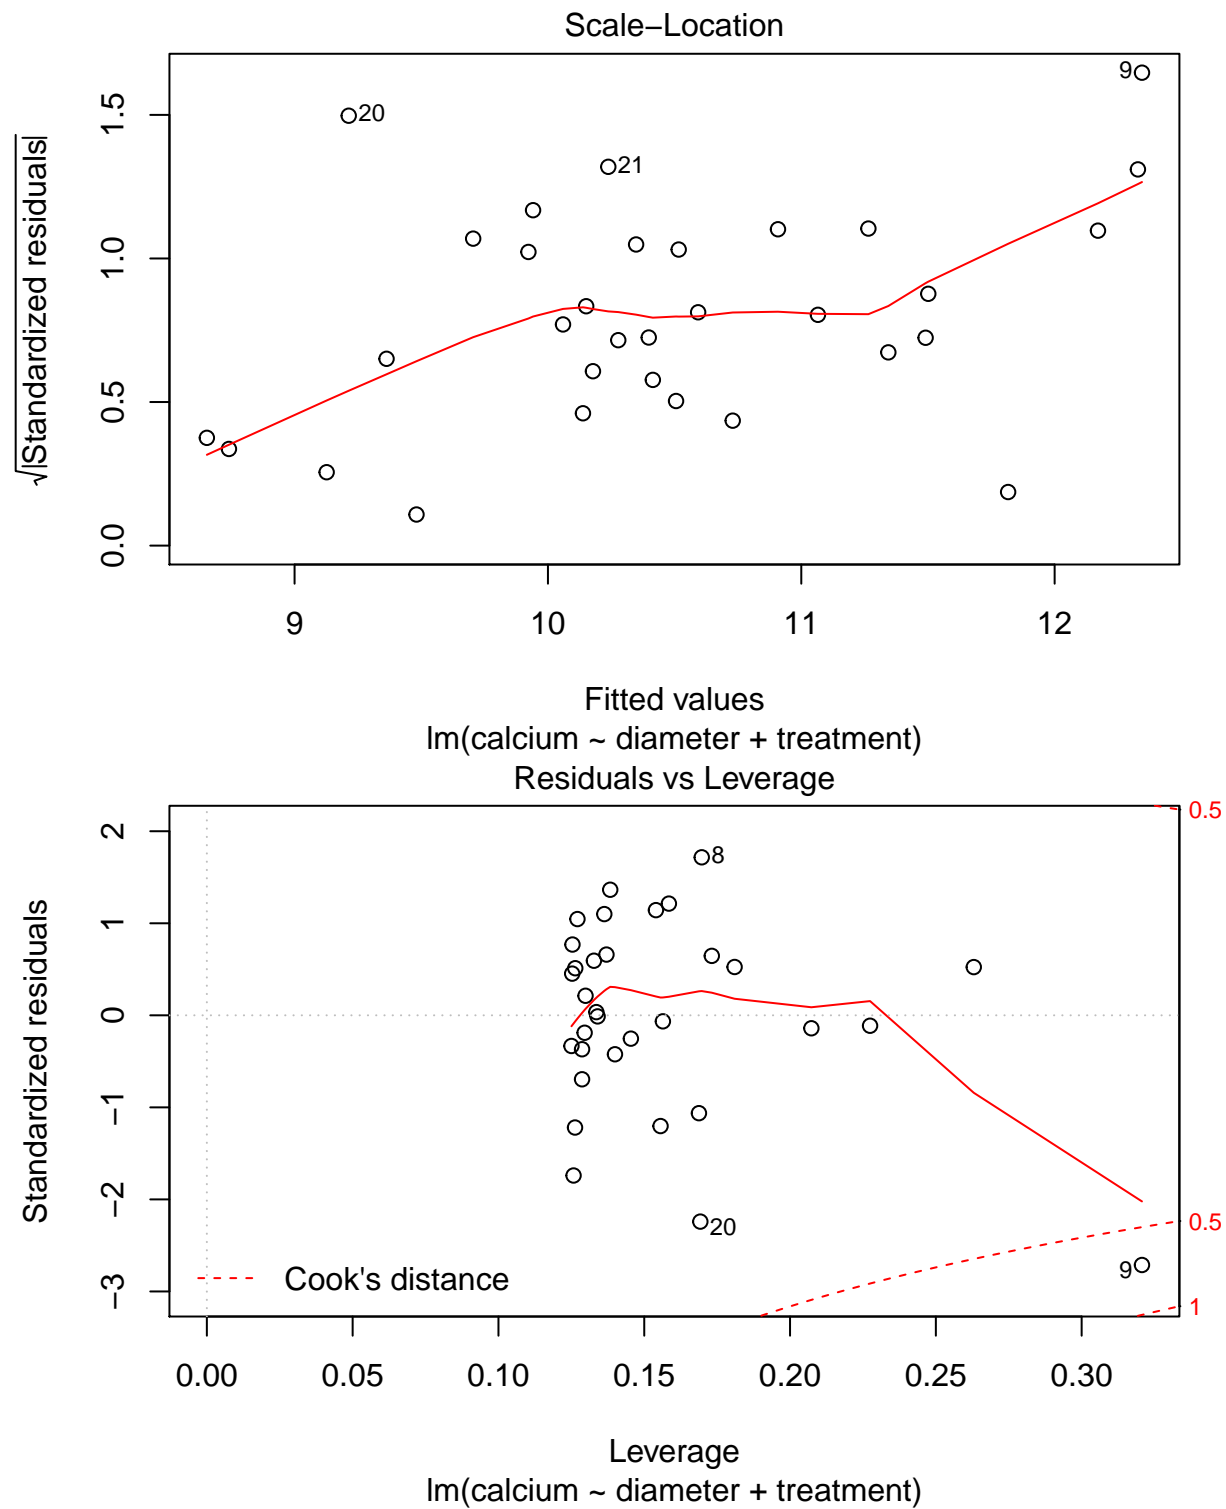 Scale−Location
√|Standardized residuals|
0.0 0.5 1.0 1.5
20
21
9
9 10 11 12
Fitted values
lm(calcium ~ diameter + treatment)
Residuals vs Leverage
Standardized residuals
−3 −2 −1 0 1 2
0.5
8
20
0.5
9
1
Cook's distance
0.00 0.05 0.10 0.15 0.20 0.25 0.30
Leverage
lm(calcium ~ diameter + treatment)